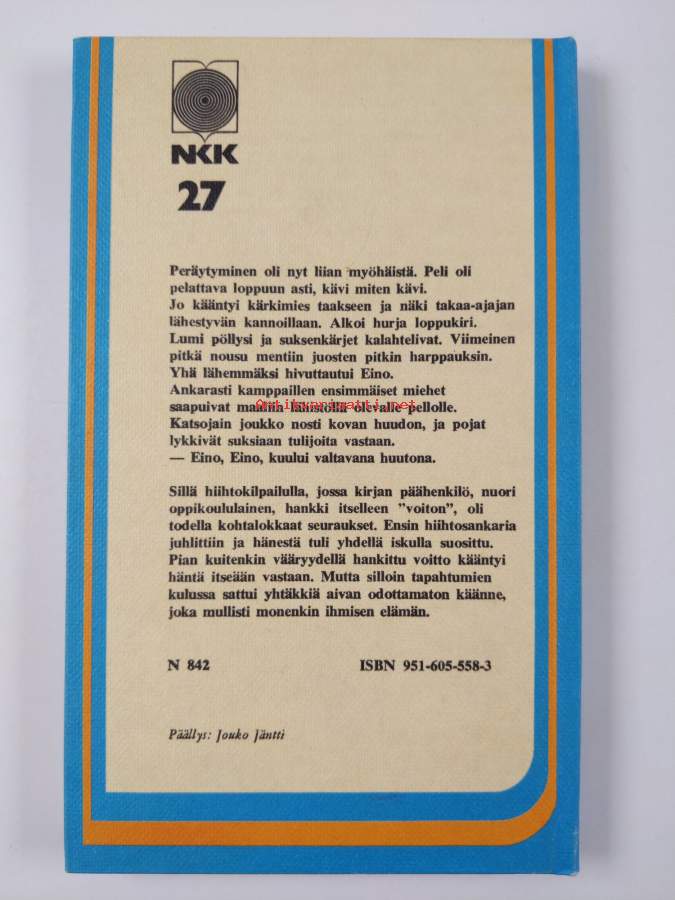 NKK
27
Peräytyminen oli nyt liian myöhäistä. Peli oli
pelattava loppuun asti, kävi miten kävi.
Jo kääntyi kärkimies taakseen ja näki takaa-ajajan
lähestyvän kannoillaan. Alkoi hurja loppukiri.
Lumi pöllysi ja suksenkärjet kalahtelivat. Viimeinen
pitkä nousu mentiin juosten pitkin harppauksin.
Yhä lähemmäksi hivuttautui Eino.
Ankarasti kamppaillen ensimmäiset miehet
saapuivat maalin lähistöllä olevalle pellolle.
Antikvariaatti.net
Katsojain joukko nosti kovan huudon, ja pojat
lykkivät suksiaan tulijoita vastaan.
— Eino, Eino, kuului valtavana huutona.
Sillä hiihtokilpailulla, jossa kirjan päähenkilö, nuori
oppikoululainen, hankki itselleen ”voiton”, oli
todella kohtalokkaat seuraukset. Ensin hiihtosankaria
juhlittiin ja hänestä tuli yhdellä iskulla suosittu.
Pian kuitenkin vääryydellä hankittu voitto kääntyi
häntä itseään vastaan. Mutta silloin tapahtumien
kulussa sattui yhtäkkiä aivan odottamaton käänne,
joka mullisti monenkin ihmisen elämän.
N 842 ISBN 951-605-558-3
Päällys: Jouko Jäntti